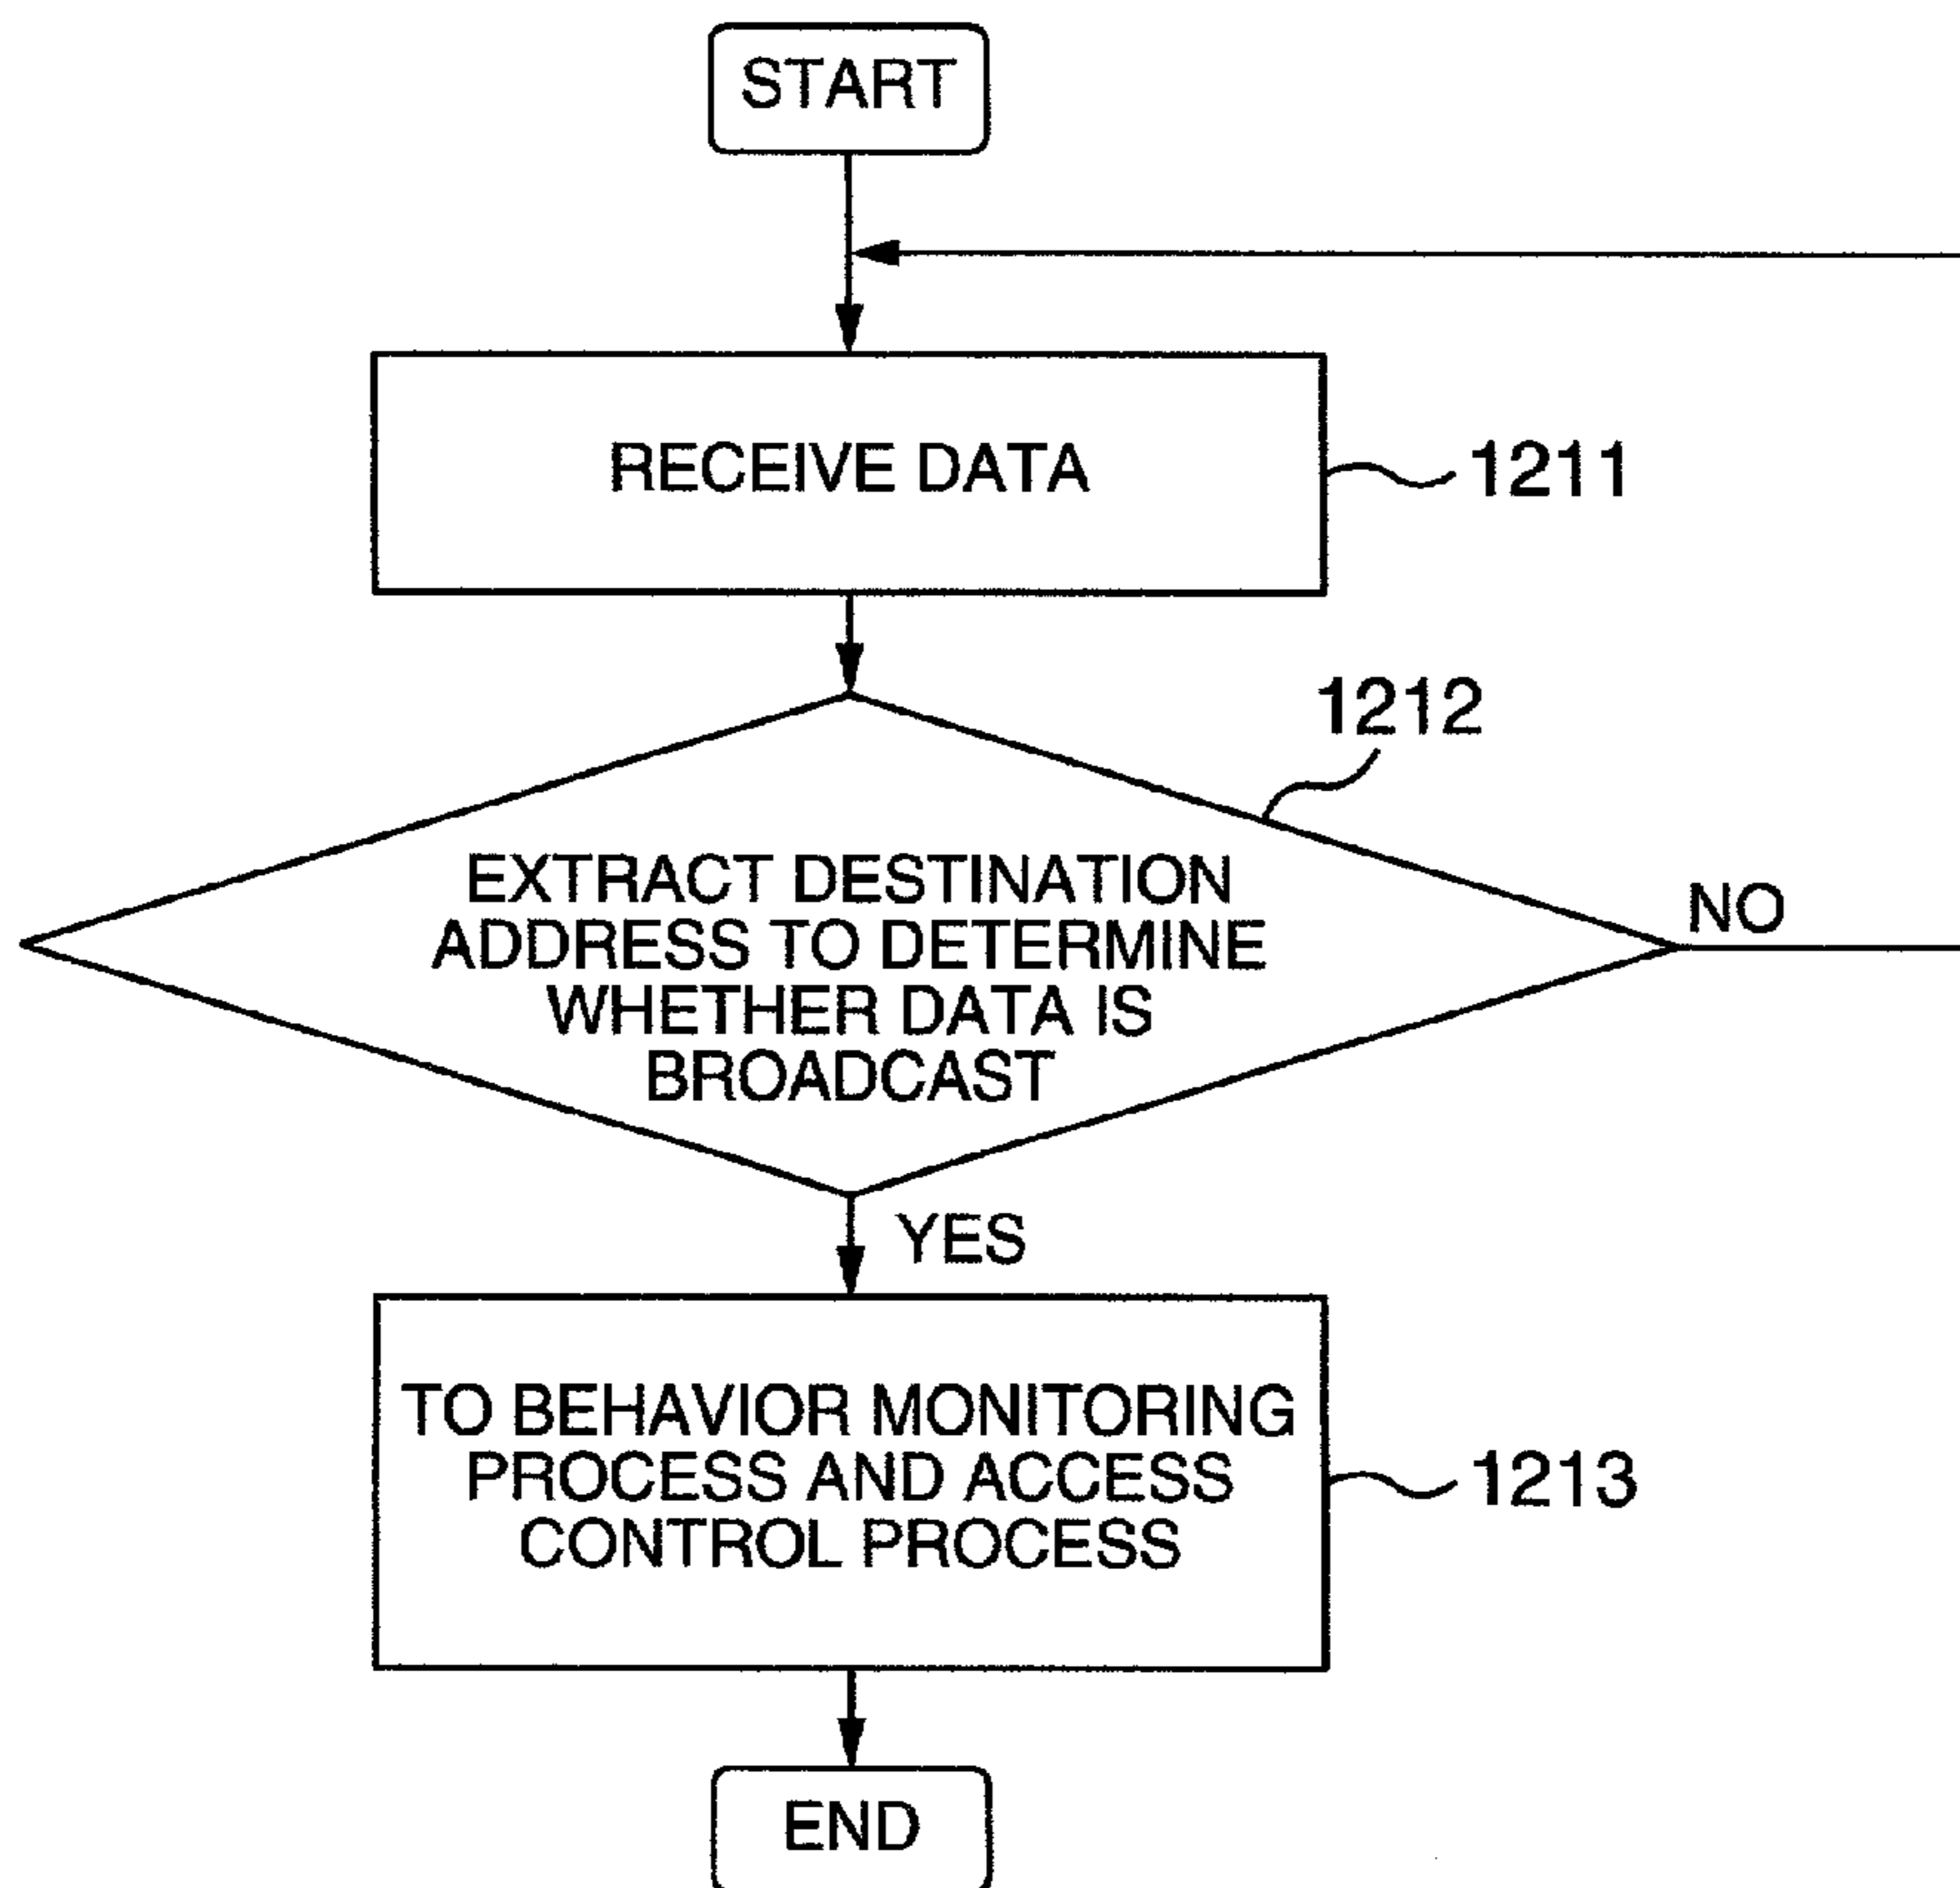 START
RECEIVE DATA
1211
1212
EXTRACT DESTINATION
ADDRESS TO DETERMINE
WHETHER DATA IS
BROADCAST
NO
YES
TO BEHAVIOR MONITORING
PROCESS AND ACCESS
CONTROL PROCESS
1213
END